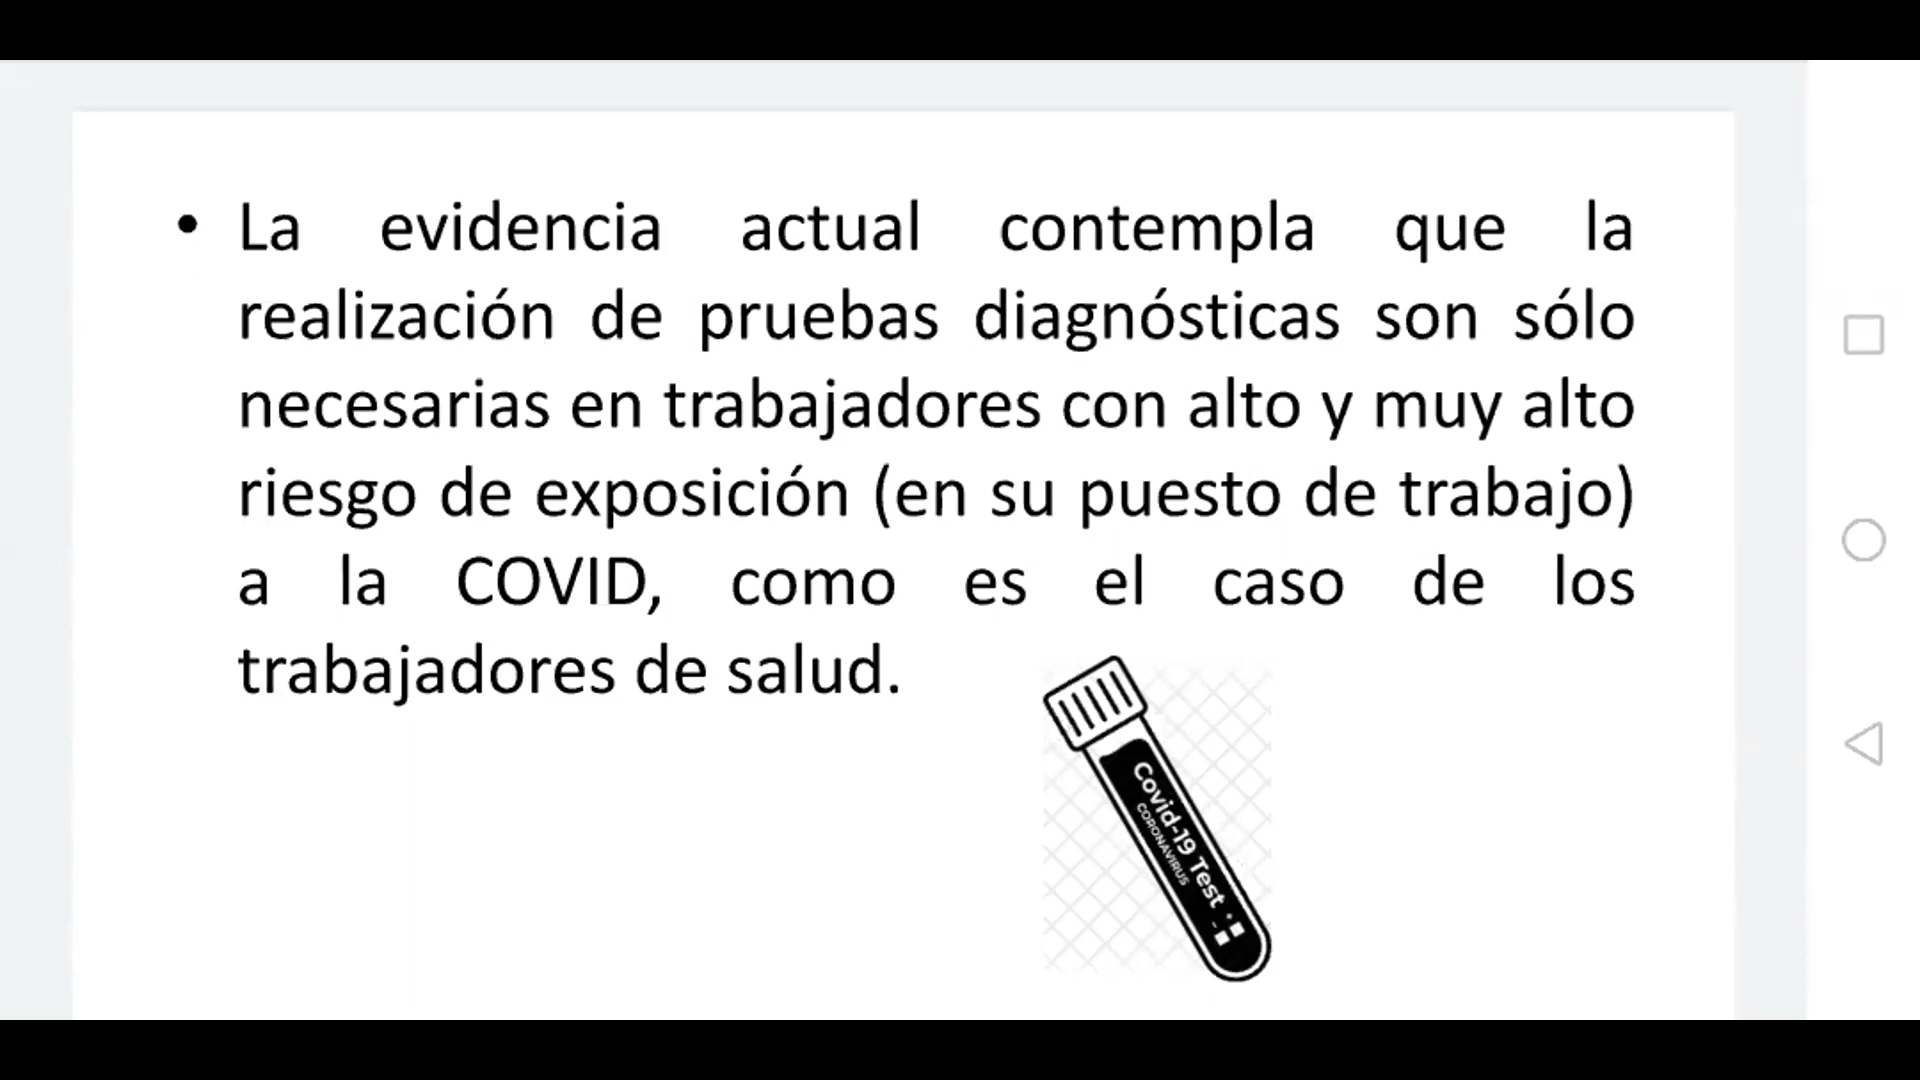 • La evidencia actual contempla que la
realización de pruebas diagnósticas son sólo
necesarias en trabajadores con alto y muy alto
riesgo de exposición (en su puesto de trabajo)
a la COVID, como es el caso de los
trabajadores de salud.
Covid-19 Test
CORONAVIRUS